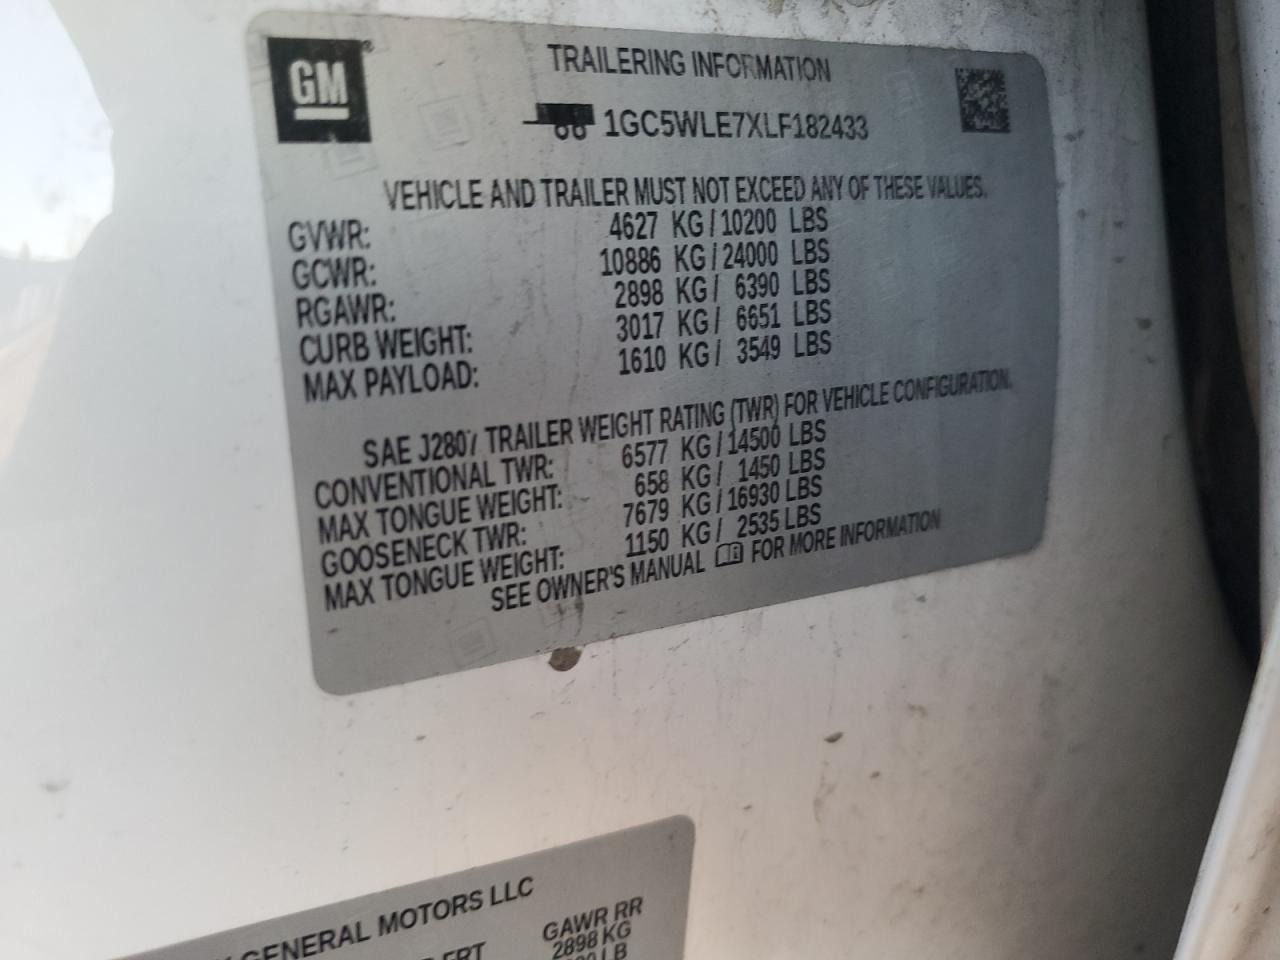 GM
TRAILERING INFORMATION
1GC5WLE7XLF182433
VEHICLE AND TRAILER MUST NOT EXCEED ANY OF THESE VALUES.
GVWR: 4627 KG / 10200 LBS
GCWR: 10886 KG / 24000 LBS
RGAWR: 2898 KG / 6390 LBS
CURB WEIGHT: 3017 KG / 6651 LBS
MAX PAYLOAD: 1610 KG / 3549 LBS
SAE J2807 TRAILER WEIGHT RATING (TWR) FOR VEHICLE CONFIGURATION.
CONVENTIONAL TWR: 6577 KG / 14500 LBS
MAX TONGUE WEIGHT: 658 KG / 1450 LBS
GOOSENECK TWR: 7679 KG / 16930 LBS
MAX TONGUE WEIGHT: 1150 KG / 2535 LBS
SEE OWNER'S MANUAL FOR MORE INFORMATION
GENERAL MOTORS LLC
FRT GAWR RR
2898 KG
LB